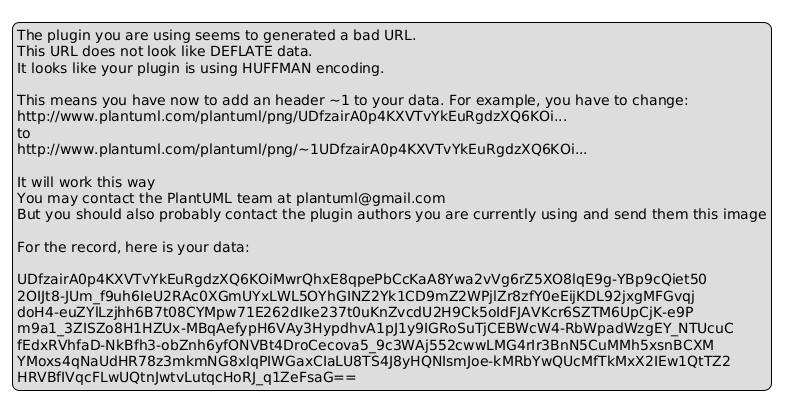 The plugin you are using seems to generated a bad URL.
This URL does not look like DEFLATE data.
It looks like your plugin is using HUFFMAN encoding.
This means you have now to add an header ~1 to your data. For example, you have to change:
http://www.plantuml.com/plantuml/png/UDfzairA0p4KXVTvYkEuRgdzXQ6KOi...
to
http://www.plantuml.com/plantuml/png/~1UDfzairA0p4KXVTvYkEuRgdzXQ6KOi...
It will work this way
You may contact the PlantUML team at plantuml@gmail.com
But you should also probably contact the plugin authors you are currently using and send them this image
For the record, here is your data:
UDfzairA0p4KXVTvYkEuRgdzXQ6KOiMwrQhxE8qpePbCcKaA8Ywa2vVg6rZ5XO8lqE9g-YBp9cQiet50
2OIJt8-JUm_f9uh6IeU2RAc0XGmUYxLWL5OYhGINZ2Yk1CD9mZ2WPjlZr8zfY0eEijKDL92jxgMFGvqj
doH4-euZYlLzjhh6B7t08CYMpw71E262dIke237t0uKnZvcdU2H9Ck5oIdFJAVKcr6SZTM6UpCjK-e9P
m9a1_3ZISZo8H1HZUx-MBqAefypH6VAy3HypdhvA1pJ1y9IGRoSuTjCEBWcW4-RbWpadWzgEY_NTUcuC
fEdxRVhfaD-NkBfh3-obZnh6yfONVBt4DroCecova5_9c3WAj552cwwLMG4rIr3BnN5CuMMh5xsnBCXM
YMoxs4qNaUdHR78z3mkmNG8xlqPIWGaxCIaLU8TS4J8yHQNIsmJoe-kMRbYwQUcMfTkMxX2IEw1QtTZ2
HRVBfIVqcFLwUQtnJwtvLutqcHoRJ_q1ZeFsaG==